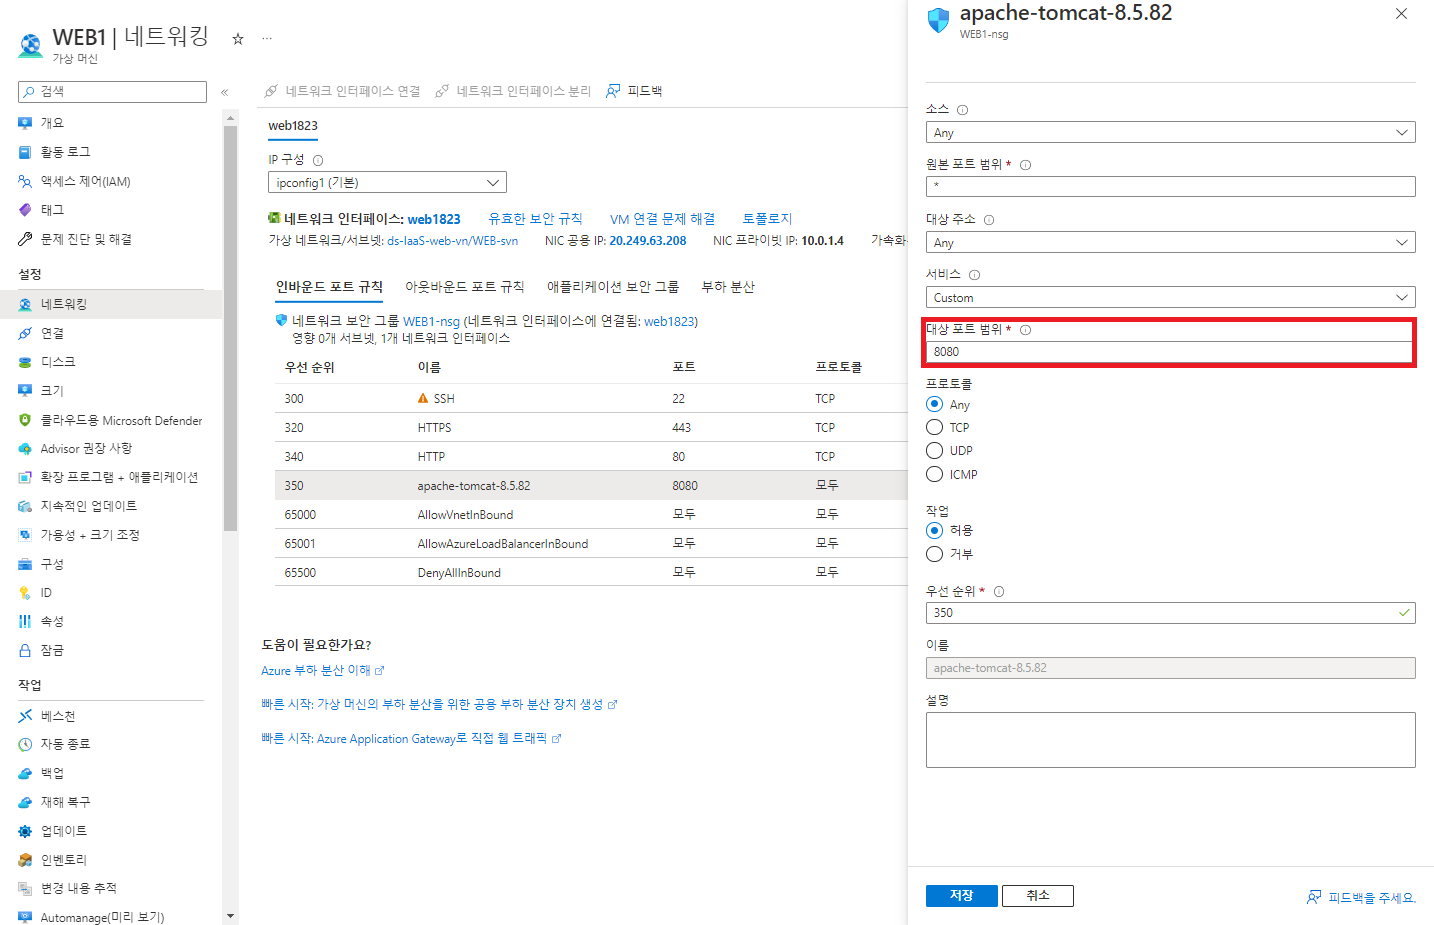 WEB1 | 네트워킹 ☆ ...
가상 머신
검색
«
개요
활동 로그
액세스 제어(IAM)
태그
문제 진단 및 해결
설정
네트워킹
연결
디스크
크기
클라우드용 Microsoft Defender
Advisor 권장 사항
확장 프로그램 + 애플리케이션
지속적인 업데이트
가용성 + 크기 조정
구성
ID
속성
잠금
작업
베스천
자동 종료
백업
재해 복구
업데이트
인벤토리
변경 내용 추적
Automanage(미리 보기)
네트워크 인터페이스 연결 네트워크 인터페이스 분리 피드백
web1823
IP 구성
ipconfig1 (기본)
네트워크 인터페이스: web1823 유효한 보안 규칙 VM 연결 문제 해결 토폴로지
가상 네트워크/서브넷: ds-IaaS-web-vn/WEB-svn NIC 공용 IP: 20.249.63.208 NIC 프라이빗 IP: 10.0.1.4 가속화
인바운드 포트 규칙 아웃바운드 포트 규칙 애플리케이션 보안 그룹 부하 분산
네트워크 보안 그룹 WEB1-nsg (네트워크 인터페이스에 연결됨: web1823)
영향 0개 서브넷, 1개 네트워크 인터페이스
우선 순위 이름 포트 프로토콜
300 SSH 22 TCP
320 HTTPS 443 TCP
340 HTTP 80 TCP
350 apache-tomcat-8.5.82 8080 모두
65000 AllowVnetInBound 모두 모두
65001 AllowAzureLoadBalancerInBound 모두 모두
65500 DenyAllInBound 모두 모두
도움이 필요한가요?
Azure 부하 분산 이해
빠른 시작: 가상 머신의 부하 분산을 위한 공용 부하 분산 장치 생성
빠른 시작: Azure Application Gateway로 직접 웹 트래픽
apache-tomcat-8.5.82
WEB1-nsg
소스
Any
원본 포트 범위 *
*
대상 주소
Any
서비스
Custom
대상 포트 범위 *
8080
프로토콜
Any
TCP
UDP
ICMP
작업
허용
거부
우선 순위 *
350
이름
apache-tomcat-8.5.82
설명
저장 취소 피드백을 주세요.